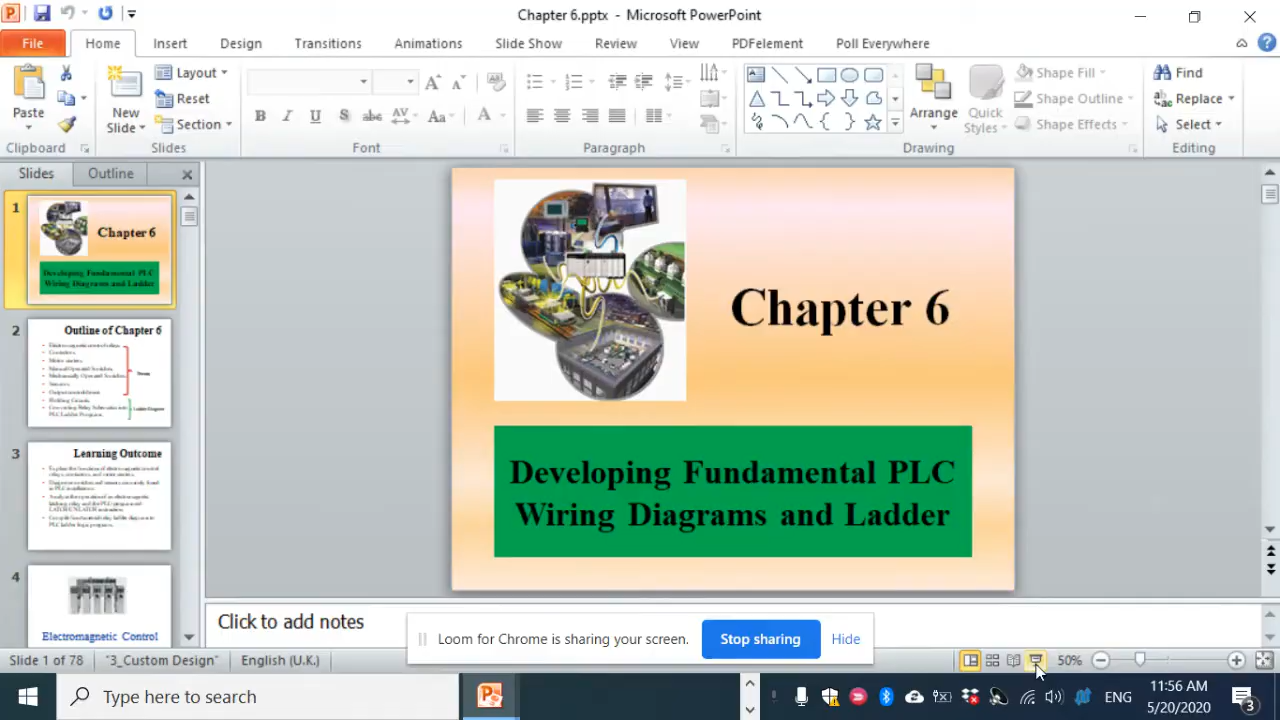 Chapter 6.pptx - Microsoft PowerPoint
File Home Insert Design Transitions Animations Slide Show Review View PDFelement Poll Everywhere
Paste
New Slide
Layout
Reset
Section
Shape Fill
Shape Outline
Shape Effects
Arrange
Quick Styles
Find
Replace
Select
Clipboard Slides Font Paragraph Drawing Editing
Slides Outline
1
Chapter 6
Developing Fundamental PLC
Wiring Diagrams and Ladder
2
Outline of Chapter 6
3
Learning Outcome
4
Electromagnetic Control
Chapter 6
Developing Fundamental PLC
Wiring Diagrams and Ladder
Click to add notes
Loom for Chrome is sharing your screen. Stop sharing Hide
Slide 1 of 78 "3_Custom Design" English (U.K.) 50%
Type here to search
ENG
11:56 AM
5/20/2020
3